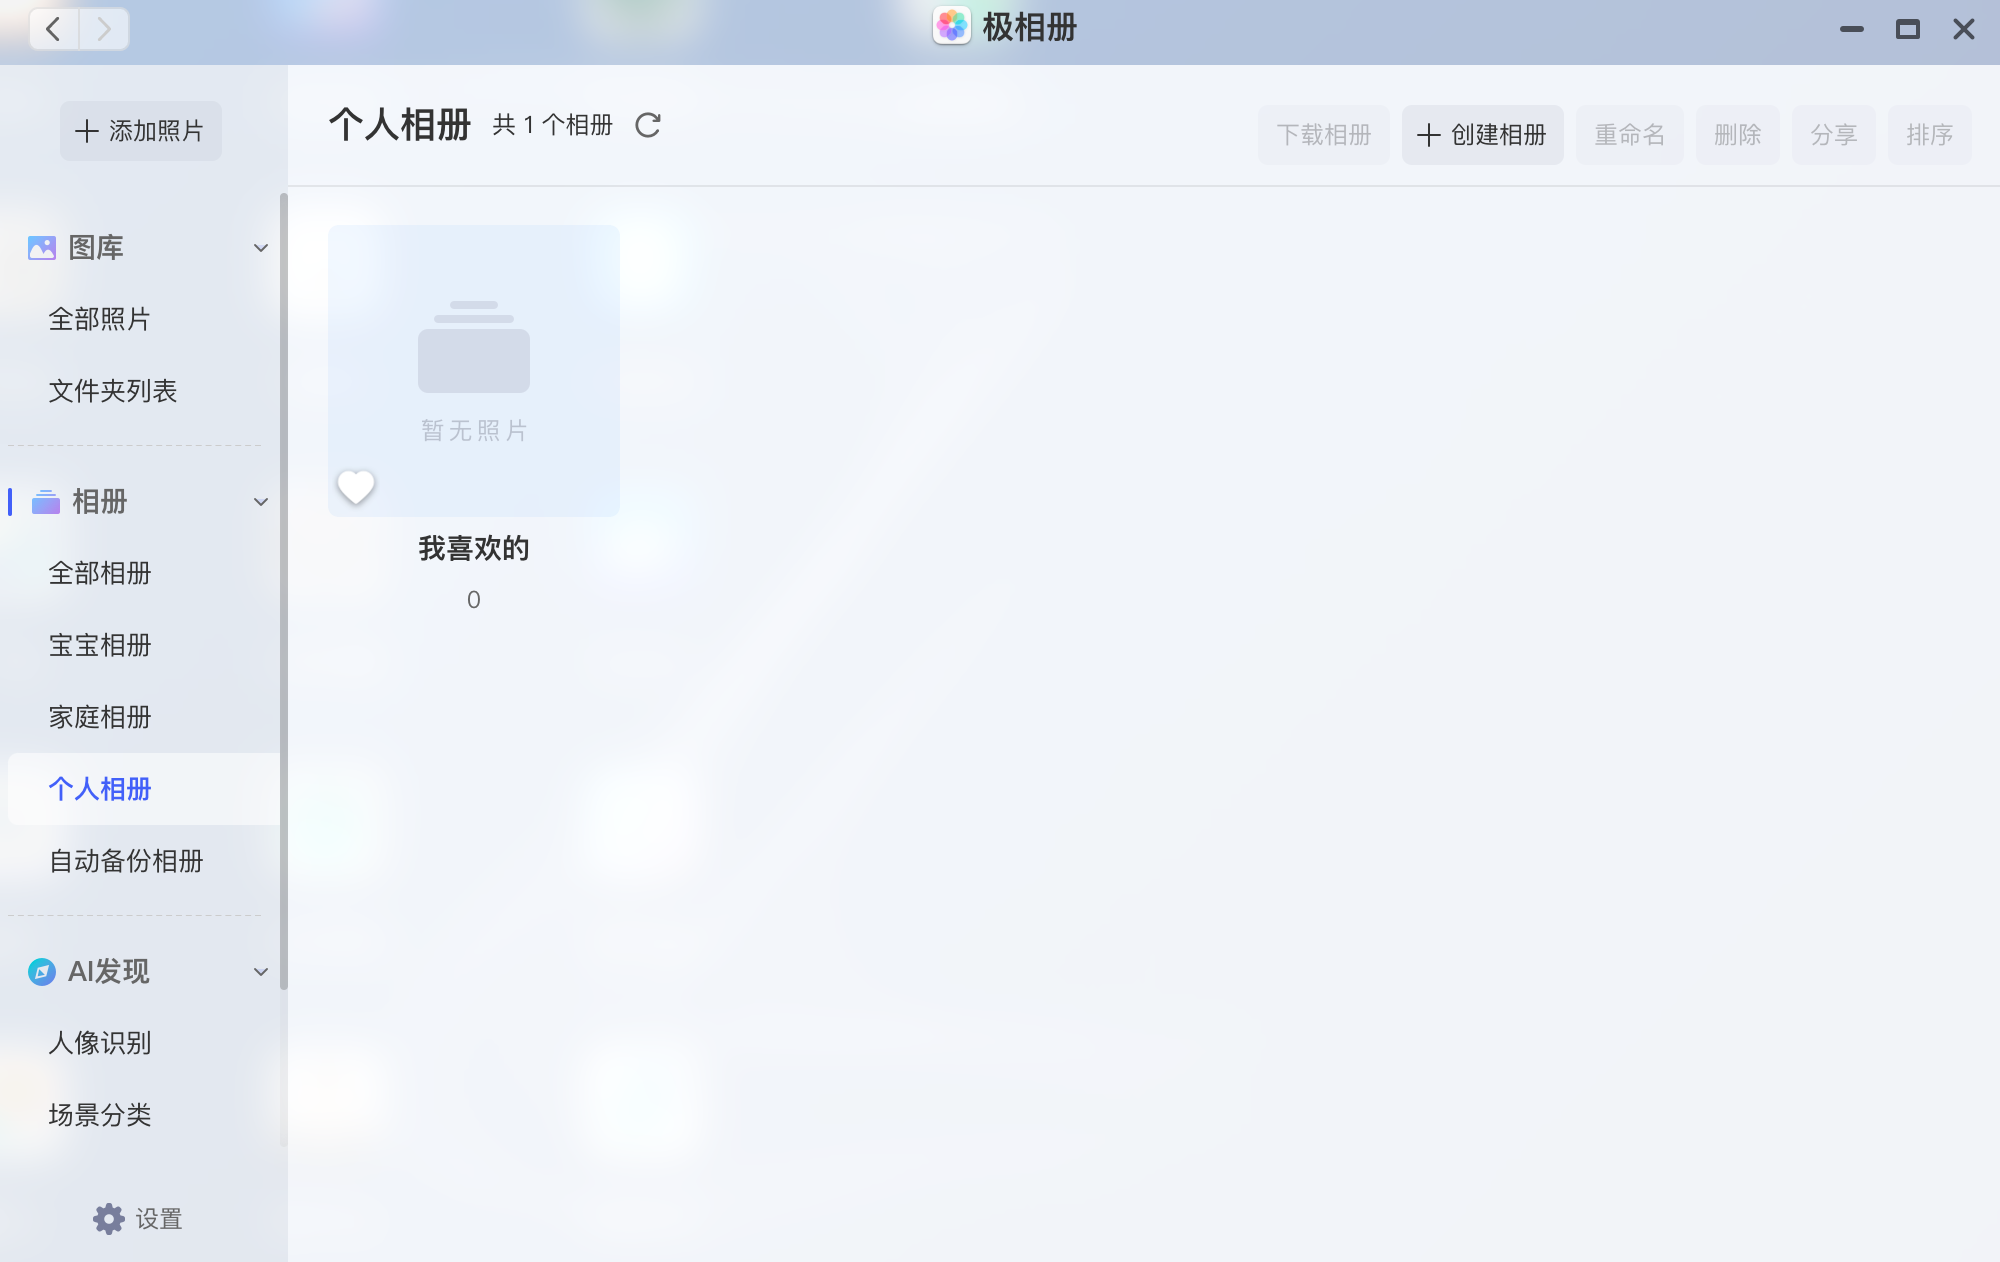 极相册
添加照片
图库
全部照片
文件夹列表
相册
全部相册
宝宝相册
家庭相册
个人相册
自动备份相册
AI发现
人像识别
场景分类
设置
个人相册 共 1 个相册
下载相册 创建相册 重命名 删除 分享 排序
暂无照片
我喜欢的
0